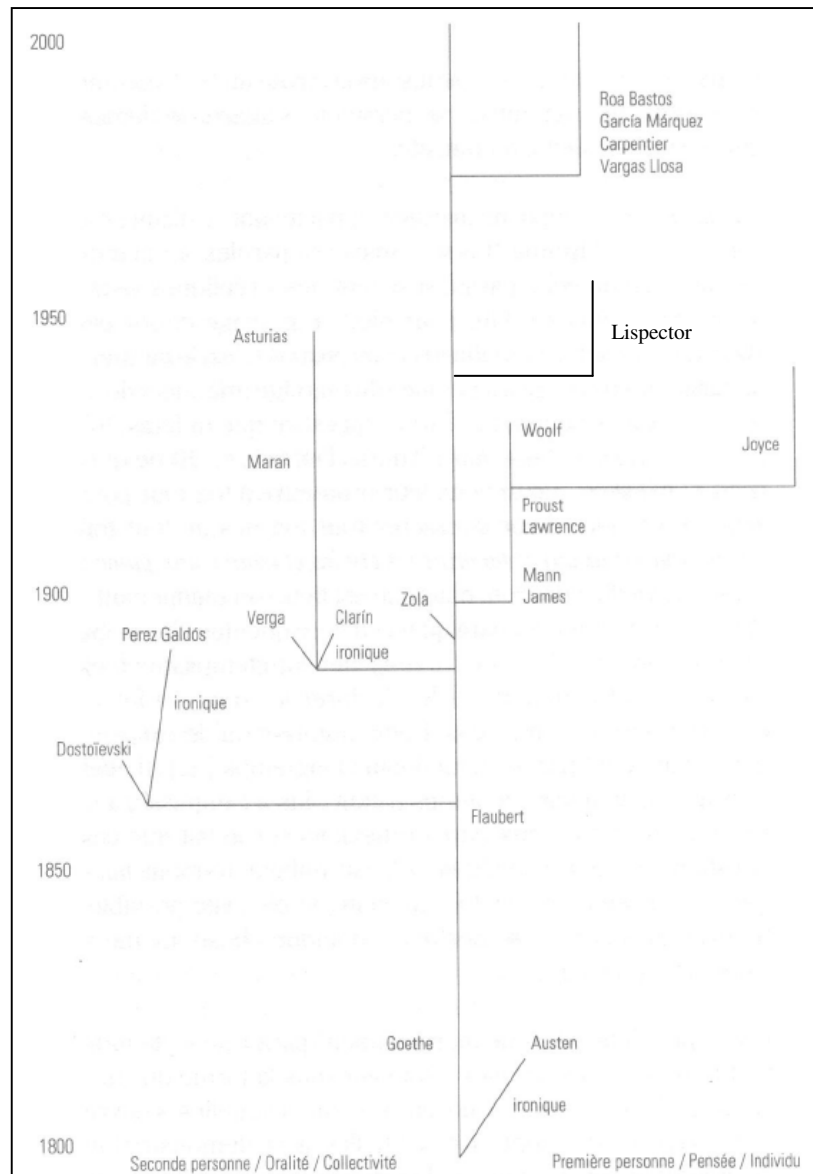 2000
Roa Bastos
García Márquez
Carpentier
Vargas Llosa
1950
Asturias
Lispector
Woolf
Joyce
Maran
Proust
Lawrence
Mann
James
1900
Zola
Verga
Clarín
Perez Galdós
ironique
ironique
Dostoïevski
Flaubert
1850
Goethe
Austen
ironique
1800
Seconde personne / Oralité / Collectivité
Première personne / Pensée / Individu